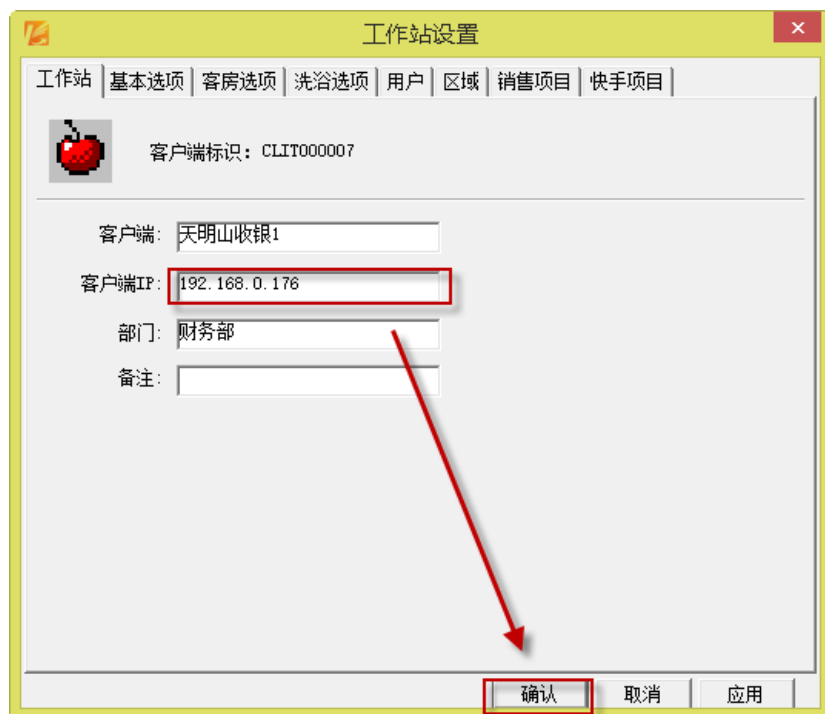 工作站设置
工作站 基本选项 客房选项 洗浴选项 用户 区域 销售项目 快手项目
客户端标识: CLIT000007
客户端: 天明山收银1
客户端IP: 192.168.0.176
部门: 财务部
备注:
确认 取消 应用